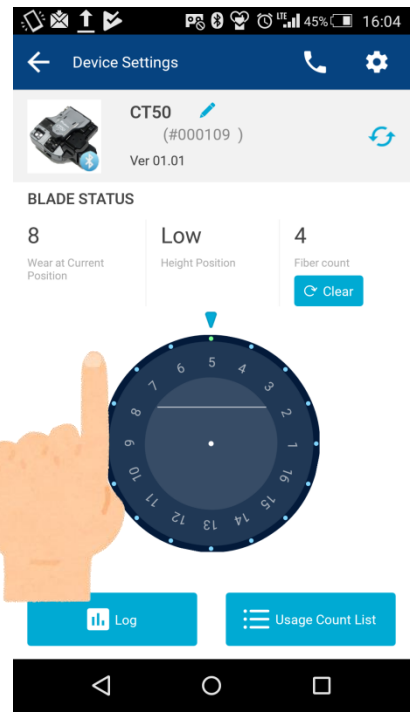 LTE 45% 16:04
Device Settings
CT50
(#000109 )
Ver 01.01
BLADE STATUS
8 Low 4
Wear at Current Height Position Fiber count
Position
Clear
5
6 4
7 3
8 2
9 1
10 16
11 15
12 13 14
Log Usage Count List